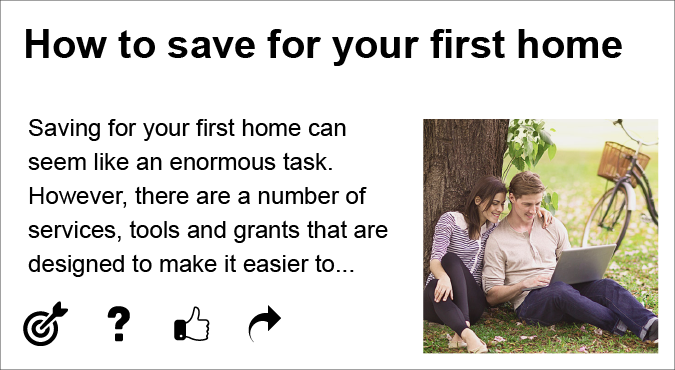 How to save for your first home
Saving for your first home can
seem like an enormous task.
However, there are a number of
services, tools and grants that are
designed to make it easier to...
?